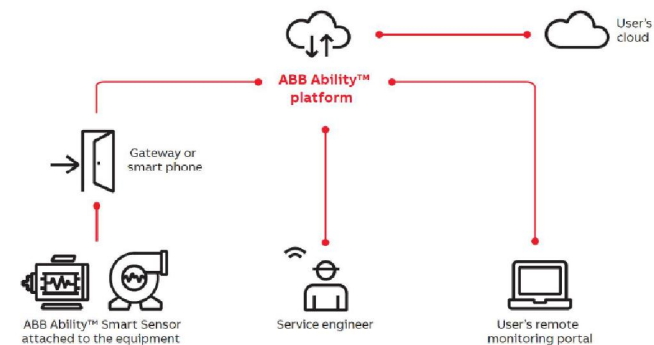 User's
cloud
ABB Ability™
platform
Gateway or
smart phone
ABB Ability™ Smart Sensor
attached to the equipment
Service engineer
User's remote
monitoring portal